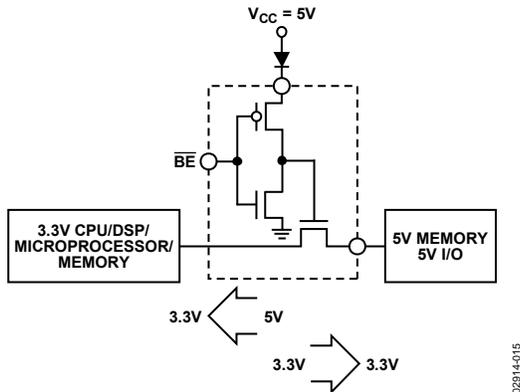 V_CC = 5V
B̅E̅
3.3V CPU/DSP/
MICROPROCESSOR/
MEMORY
5V MEMORY
5V I/O
3.3V
5V
3.3V
3.3V
02914-015